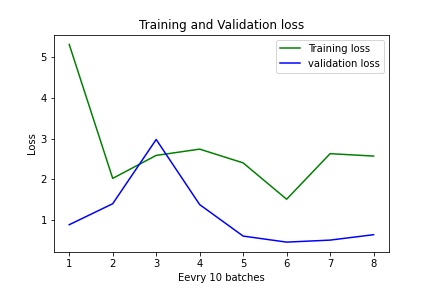 Training and Validation loss
Training loss
validation loss
Loss
5
4
3
2
1
1 2 3 4 5 6 7 8
Eevry 10 batches